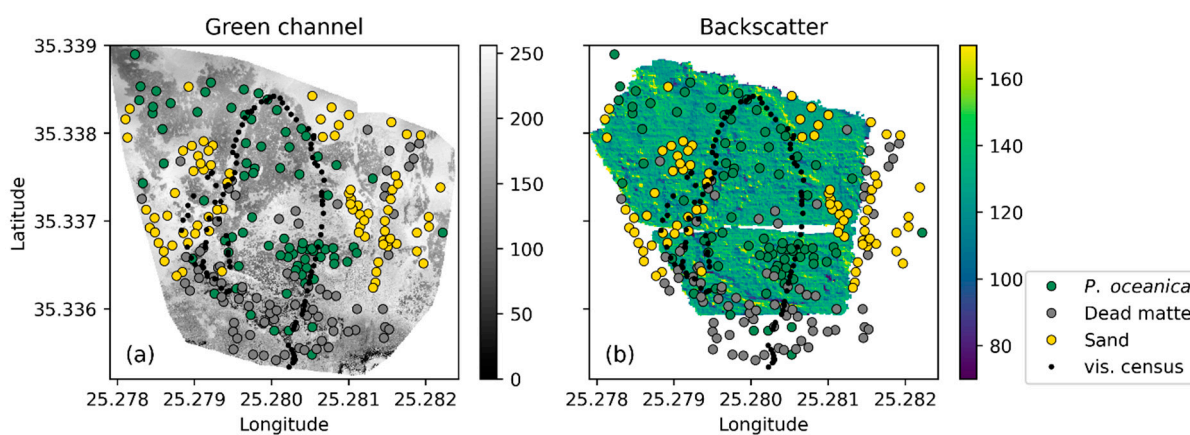 Green channel
Backscatter
35.339
35.338
35.337
35.336
Latitude
(a)
25.278 25.279 25.280 25.281 25.282
Longitude
250
200
150
100
50
0
(b)
25.278 25.279 25.280 25.281 25.282
Longitude
160
140
120
100
80
P. oceanica
Dead matte
Sand
vis. census